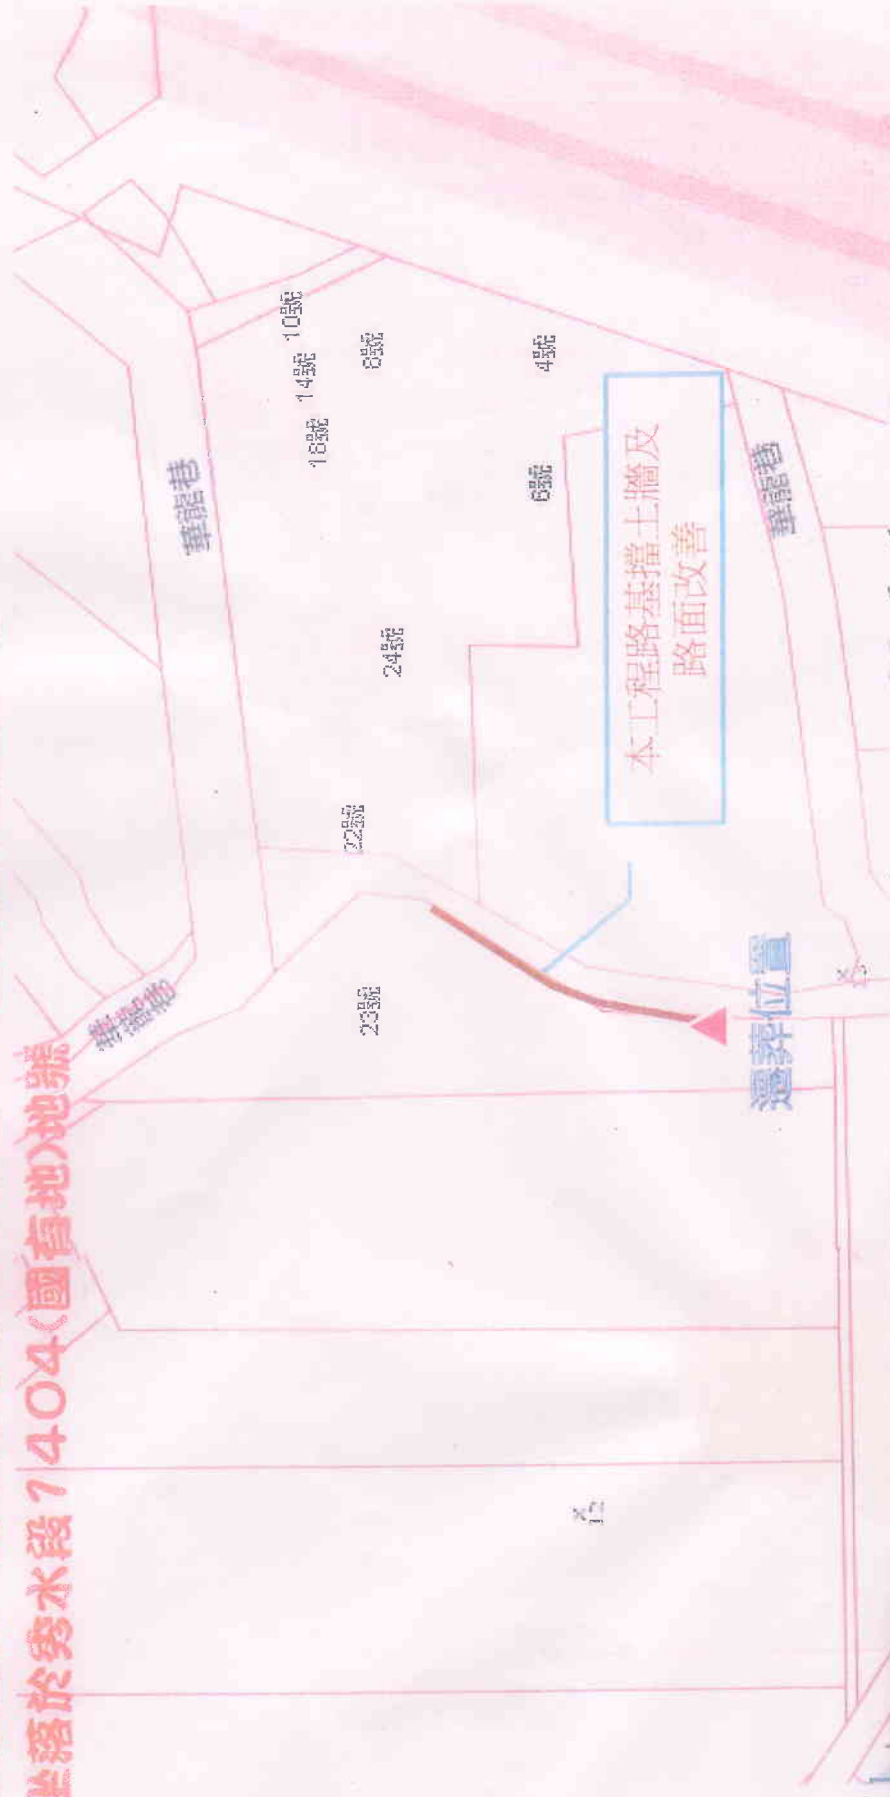 坐落於秀水段1404(國有地)地號
華龍巷
華龍巷
10號
14號
18號
8號
4號
6號
24號
22號
23號
本工程路基擋土牆及
路面改善
華龍巷
遷葬位置